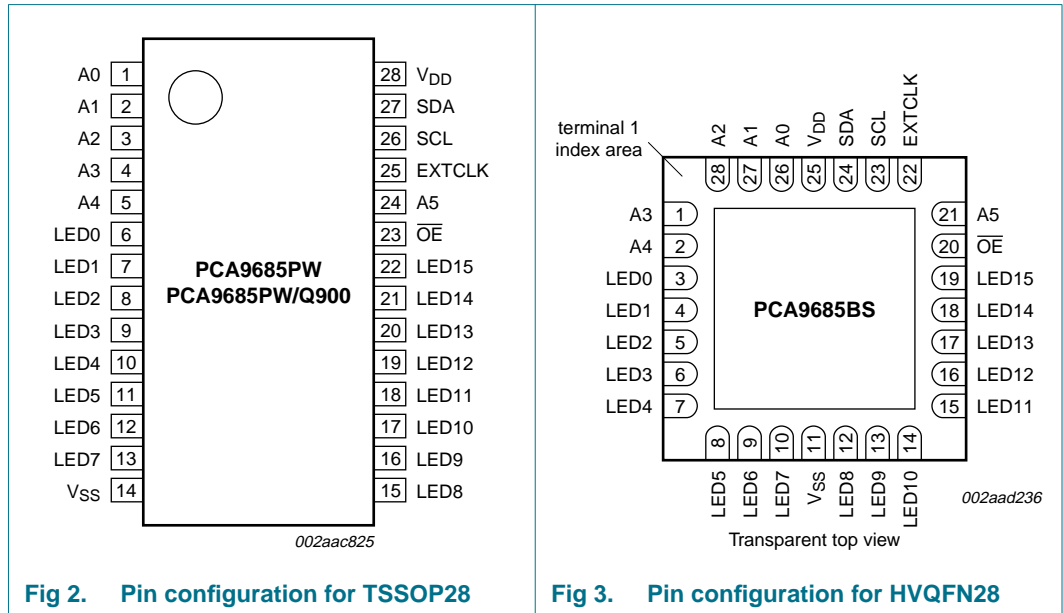 A0 1
A1 2
A2 3
A3 4
A4 5
LED0 6
LED1 7
LED2 8
LED3 9
LED4 10
LED5 11
LED6 12
LED7 13
VSS 14
PCA9685PW
PCA9685PW/Q900
28 VDD
27 SDA
26 SCL
25 EXTCLK
24 A5
23 OE
22 LED15
21 LED14
20 LED13
19 LED12
18 LED11
17 LED10
16 LED9
15 LED8
002aac825
Fig 2. Pin configuration for TSSOP28
terminal 1
index area
A2 A1 A0 VDD SDA SCL EXTCLK
28 27 26 25 24 23 22
A3 1
A4 2
LED0 3
LED1 4
LED2 5
LED3 6
LED4 7
PCA9685BS
21 A5
20 OE
19 LED15
18 LED14
17 LED13
16 LED12
15 LED11
8 9 10 11 12 13 14
LED5 LED6 LED7 VSS LED8 LED9 LED10
002aad236
Transparent top view
Fig 3. Pin configuration for HVQFN28